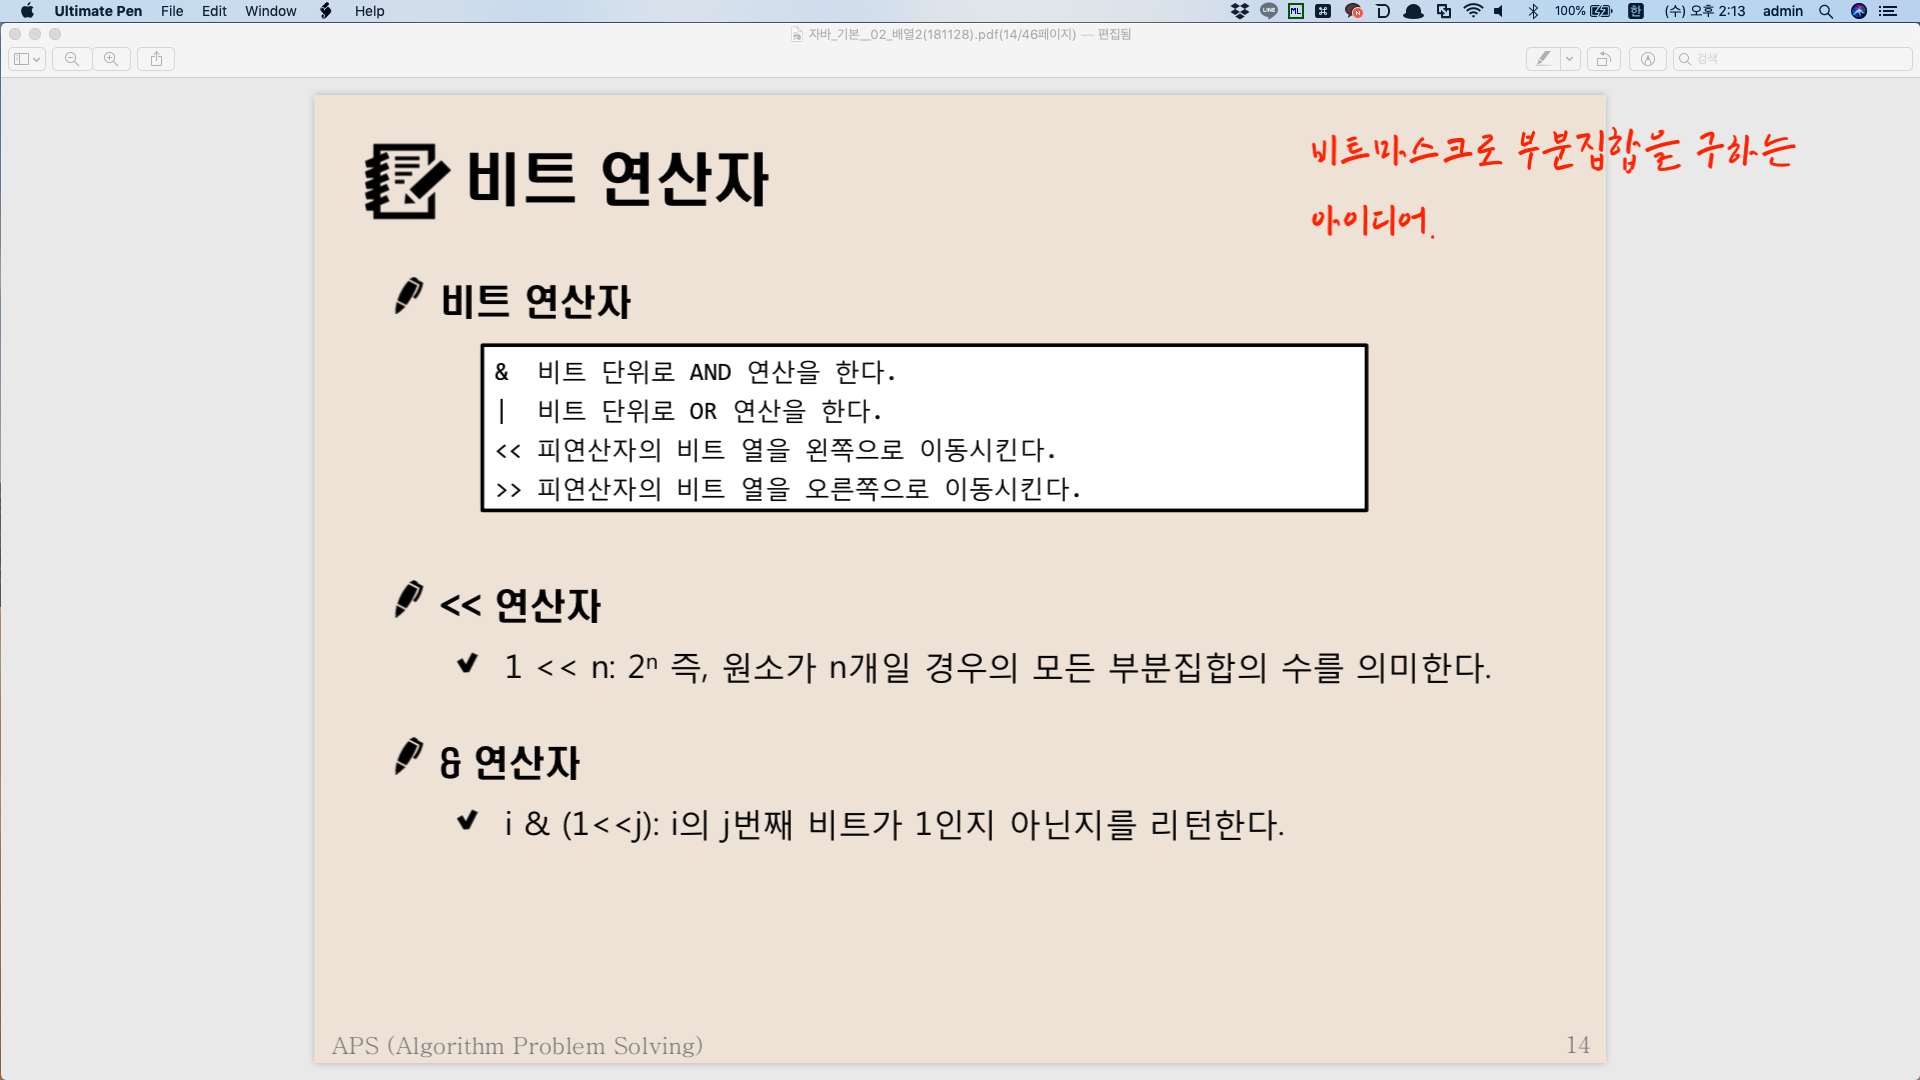 Ultimate Pen File Edit Window Help
100% 한 (수) 오후 2:13 admin
자바_기본__02_배열2(181128).pdf(14/46페이지) — 편집됨
검색
비트 연산자
비트마스크로 부분집합을 구하는
아이디어.
비트 연산자
& 비트 단위로 AND 연산을 한다.
| 비트 단위로 OR 연산을 한다.
<< 피연산자의 비트 열을 왼쪽으로 이동시킨다.
>> 피연산자의 비트 열을 오른쪽으로 이동시킨다.
<< 연산자
✔ 1 << n: 2ⁿ 즉, 원소가 n개일 경우의 모든 부분집합의 수를 의미한다.
& 연산자
✔ i & (1<<j): i의 j번째 비트가 1인지 아닌지를 리턴한다.
APS (Algorithm Problem Solving)
14